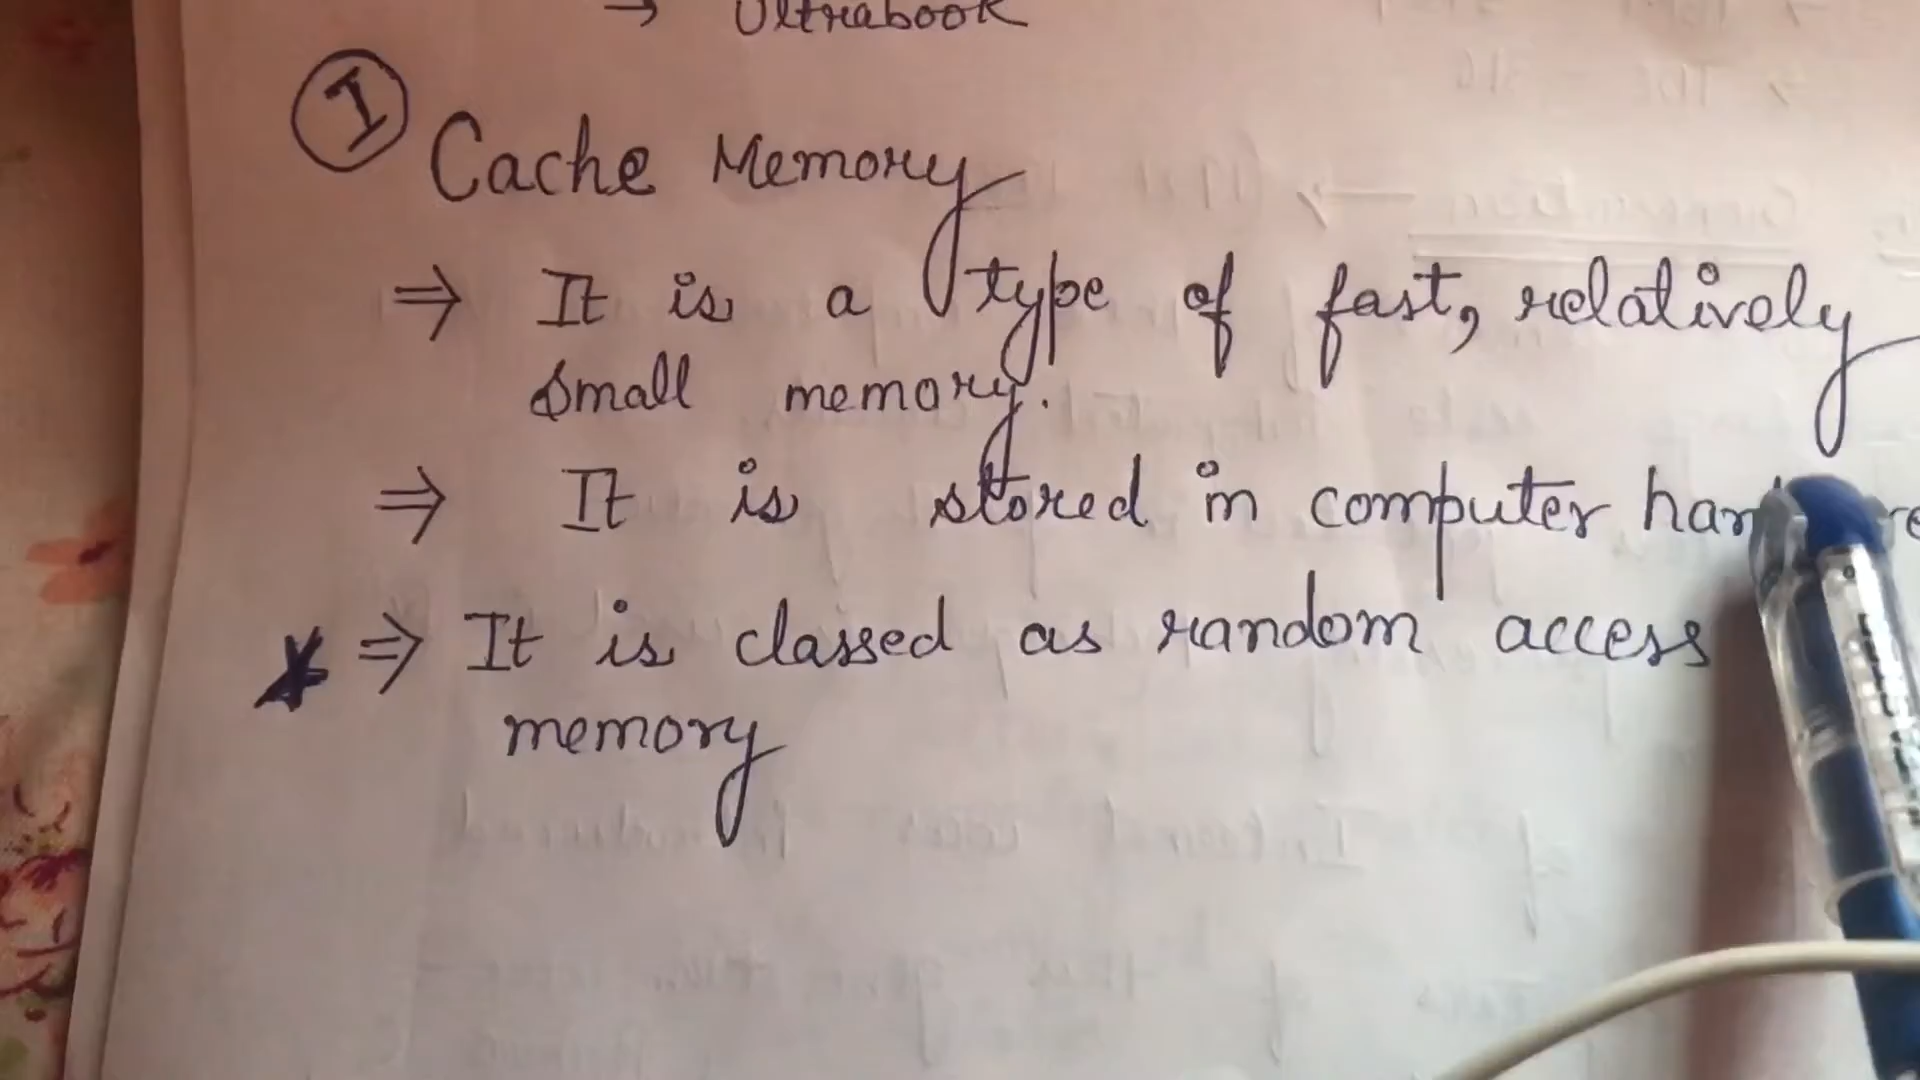 → Ultrabook
I Cache Memory
⇒ It is a type of fast, relatively
small memory.
⇒ It is stored in computer
⇒ It is classed as random access
memory